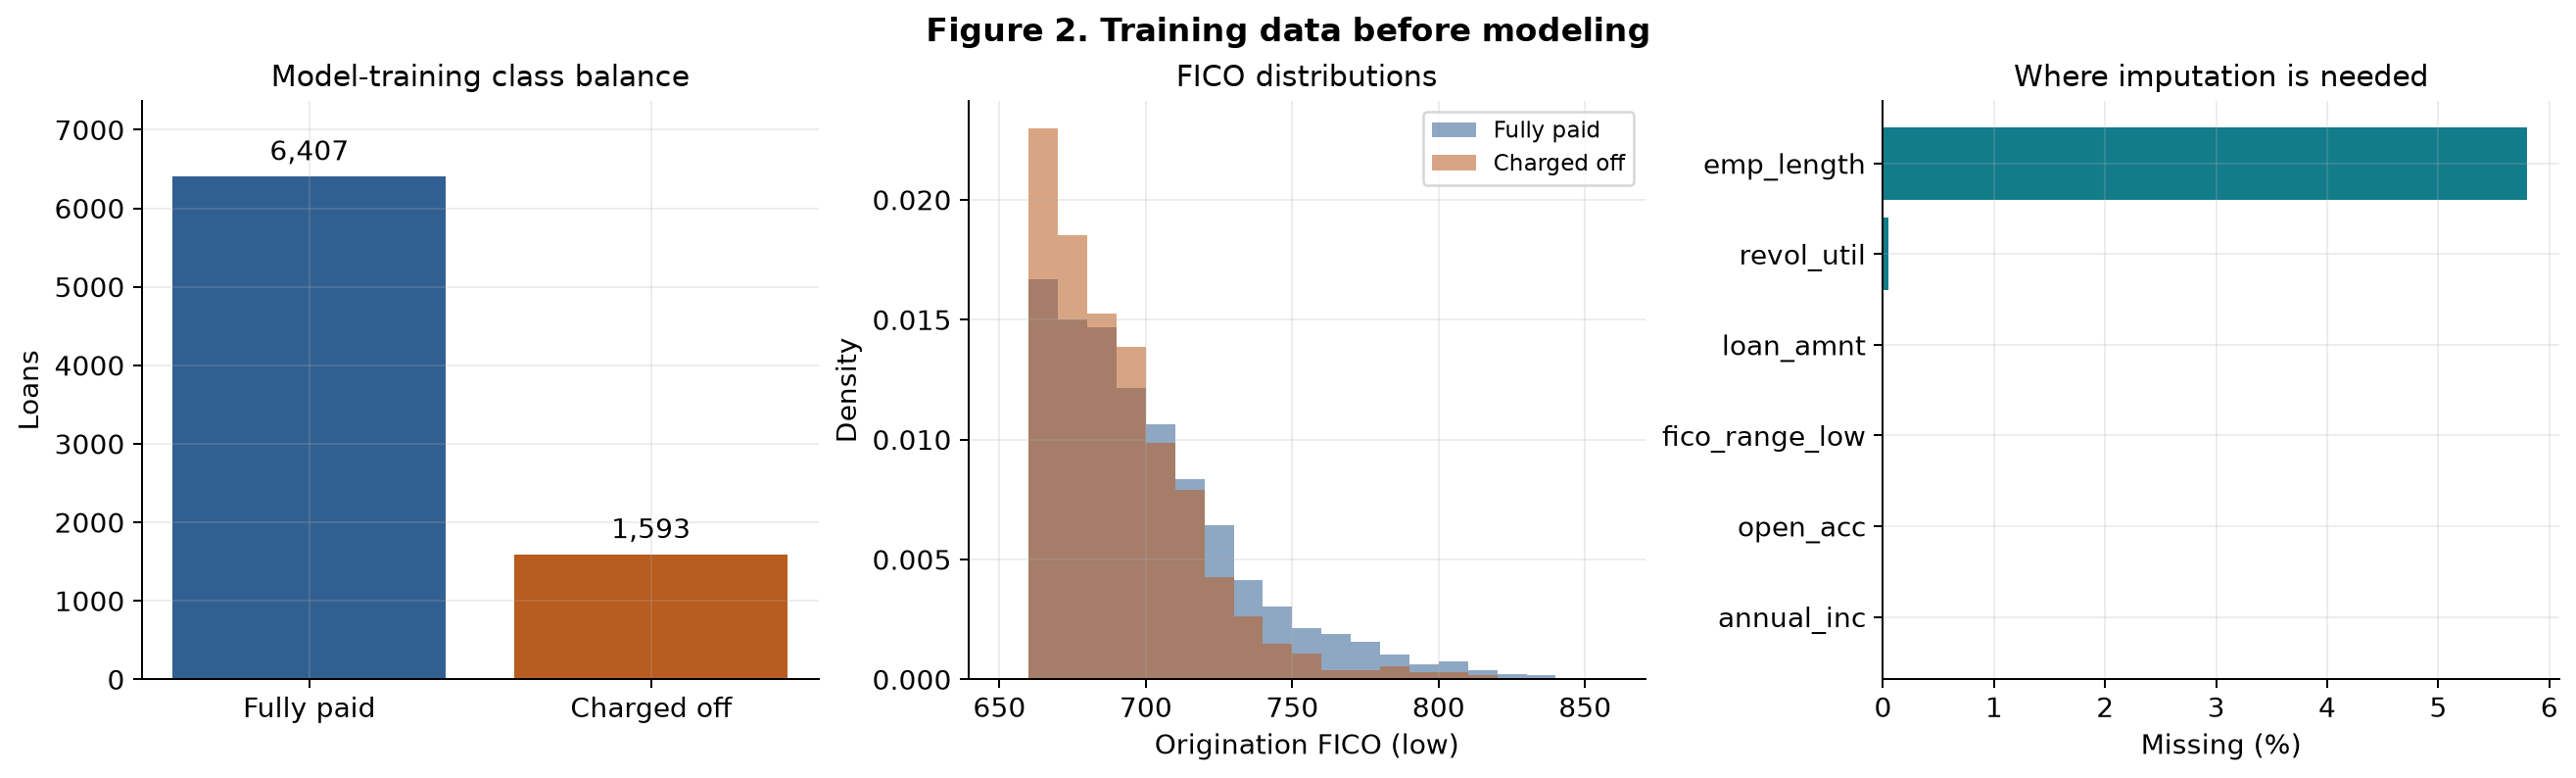 Figure 2. Training data before modeling
Model-training class balance
7000
6000
5000
4000
3000
2000
1000
0
Loans
6,407
1,593
Fully paid
Charged off
FICO distributions
Fully paid
Charged off
0.020
0.015
0.010
0.005
0.000
Density
650
700
750
800
850
Origination FICO (low)
Where imputation is needed
emp_length
revol_util
loan_amnt
fico_range_low
open_acc
annual_inc
0
1
2
3
4
5
6
Missing (%)